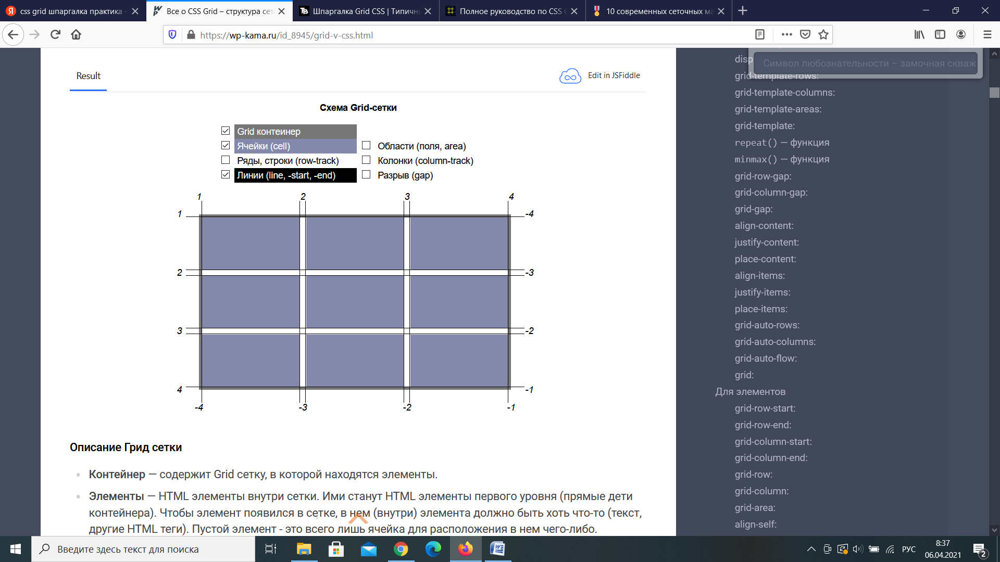 css grid шпаргалка практика -
Все о CSS Grid – структура сет
Шпаргалка Grid CSS | Типичн
Полное руководство по CSS G
10 современных сеточных ма
https://wp-kama.ru/id_8945/grid-v-css.html
Result
Edit in JSFiddle
Схема Grid-сетки
Grid контейнер
Ячейки (cell)
Области (поля, area)
Ряды, строки (row-track)
Колонки (column-track)
Линии (line, -start, -end)
Разрыв (gap)
1 2 3 4
1 -4
2 -3
3 -2
4 -1
-4 -3 -2 -1
Описание Грид сетки
Контейнер — содержит Grid сетку, в которой находятся элементы.
Элементы — HTML элементы внутри сетки. Ими станут HTML элементы первого уровня (прямые дети
контейнера). Чтобы элемент появился в сетке, в нем (внутри) элемента должно быть хоть что-то (текст,
другие HTML теги). Пустой элемент - это всего лишь ячейка для расположения в нем чего-либо.
Символ любознательности – замочная скваж
disp
grid-template-rows:
grid-template-columns:
grid-template-areas:
grid-template:
repeat() — функция
minmax() — функция
grid-row-gap:
grid-column-gap:
grid-gap:
align-content:
justify-content:
place-content:
align-items:
justify-items:
place-items:
grid-auto-rows:
grid-auto-columns:
grid-auto-flow:
grid:
Для элементов
grid-row-start:
grid-row-end:
grid-column-start:
grid-column-end:
grid-row:
grid-column:
grid-area:
align-self:
Введите здесь текст для поиска
РУС
8:37
06.04.2021
2